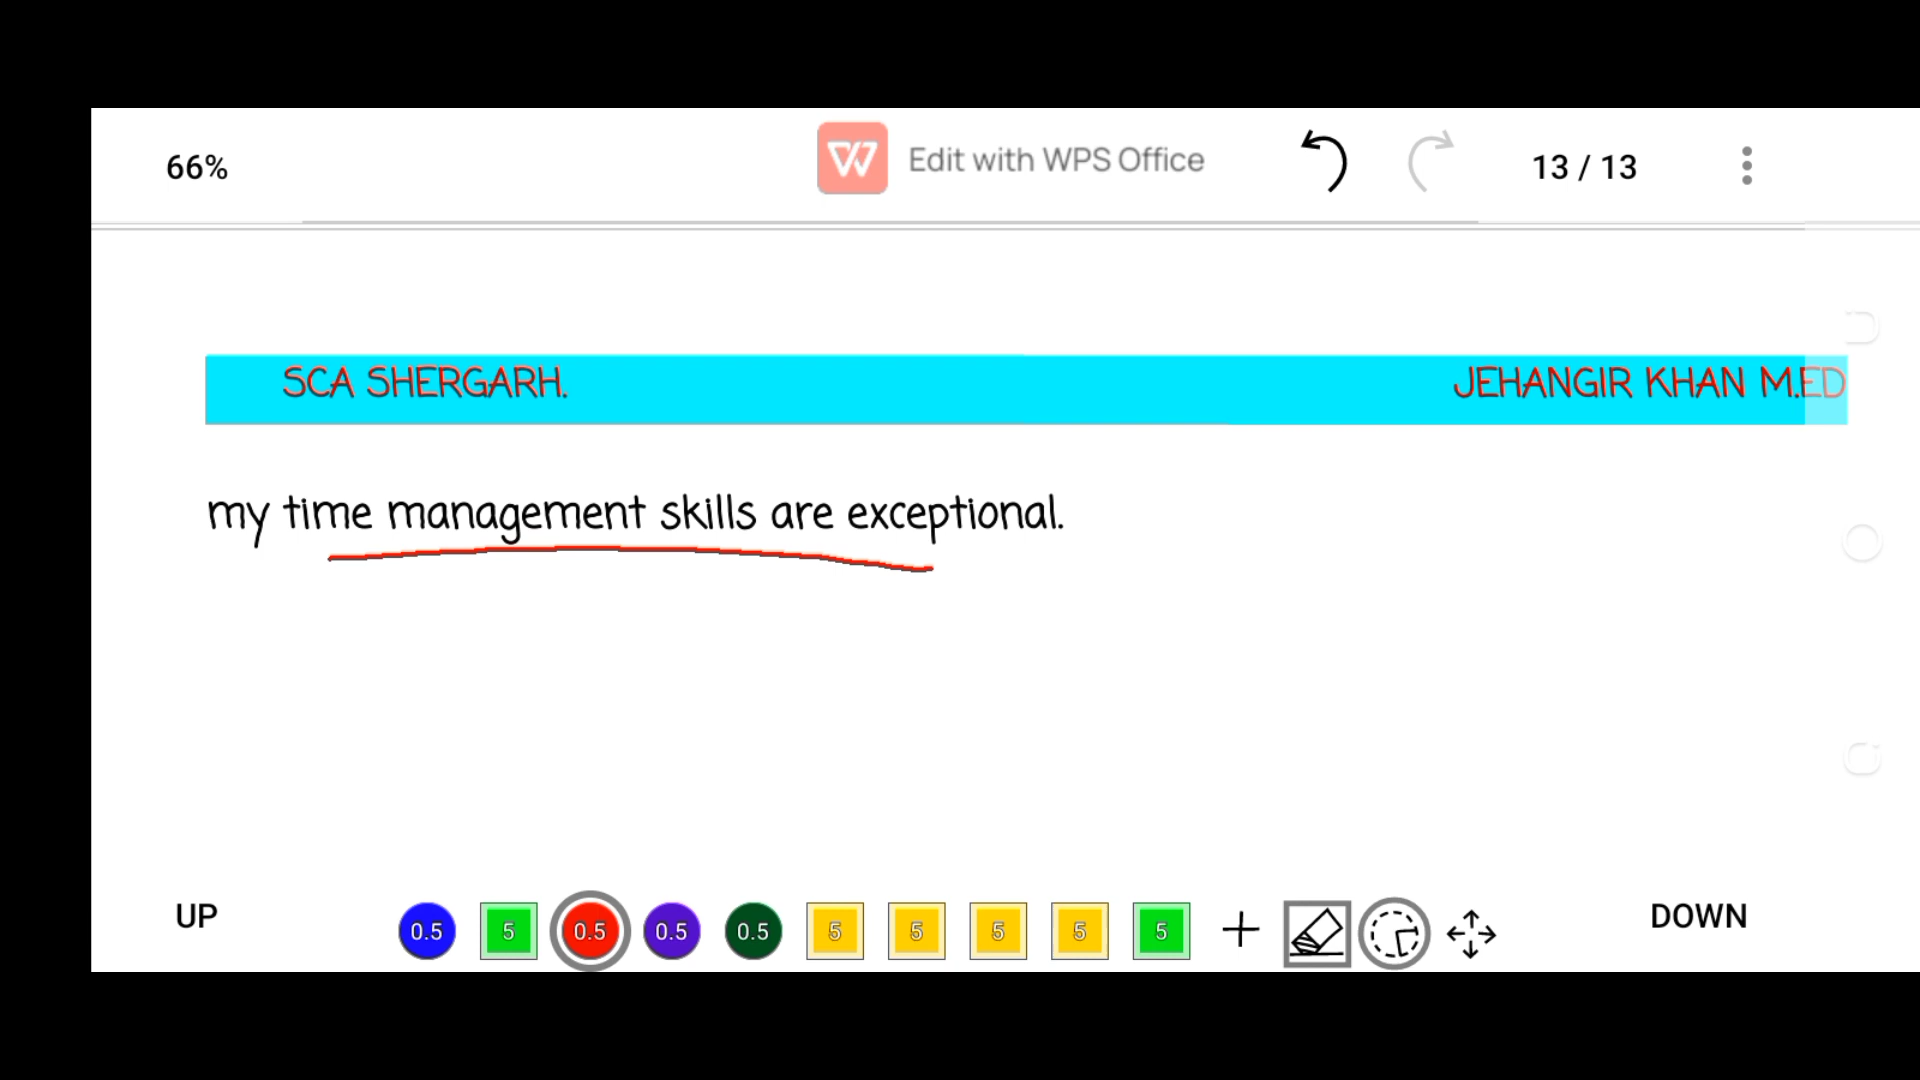 66%
Edit with WPS Office
13 / 13
SCA SHERGARH.
JEHANGIR KHAN M.ED
my time management skills are exceptional.
UP
0.5
5
0.5
0.5
0.5
5
5
5
5
5
DOWN